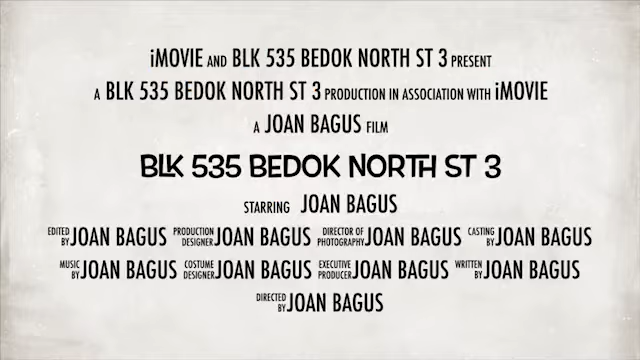 iMOVIE AND BLK 535 BEDOK NORTH ST 3 PRESENT
A BLK 535 BEDOK NORTH ST 3 PRODUCTION IN ASSOCIATION WITH iMOVIE
A JOAN BAGUS FILM
BLK 535 BEDOK NORTH ST 3
STARRING JOAN BAGUS
EDITED BY JOAN BAGUS PRODUCTION DESIGNER JOAN BAGUS DIRECTOR OF PHOTOGRAPHY JOAN BAGUS CASTING BY JOAN BAGUS
MUSIC BY JOAN BAGUS COSTUME DESIGNER JOAN BAGUS EXECUTIVE PRODUCER JOAN BAGUS WRITTEN BY JOAN BAGUS
DIRECTED BY JOAN BAGUS